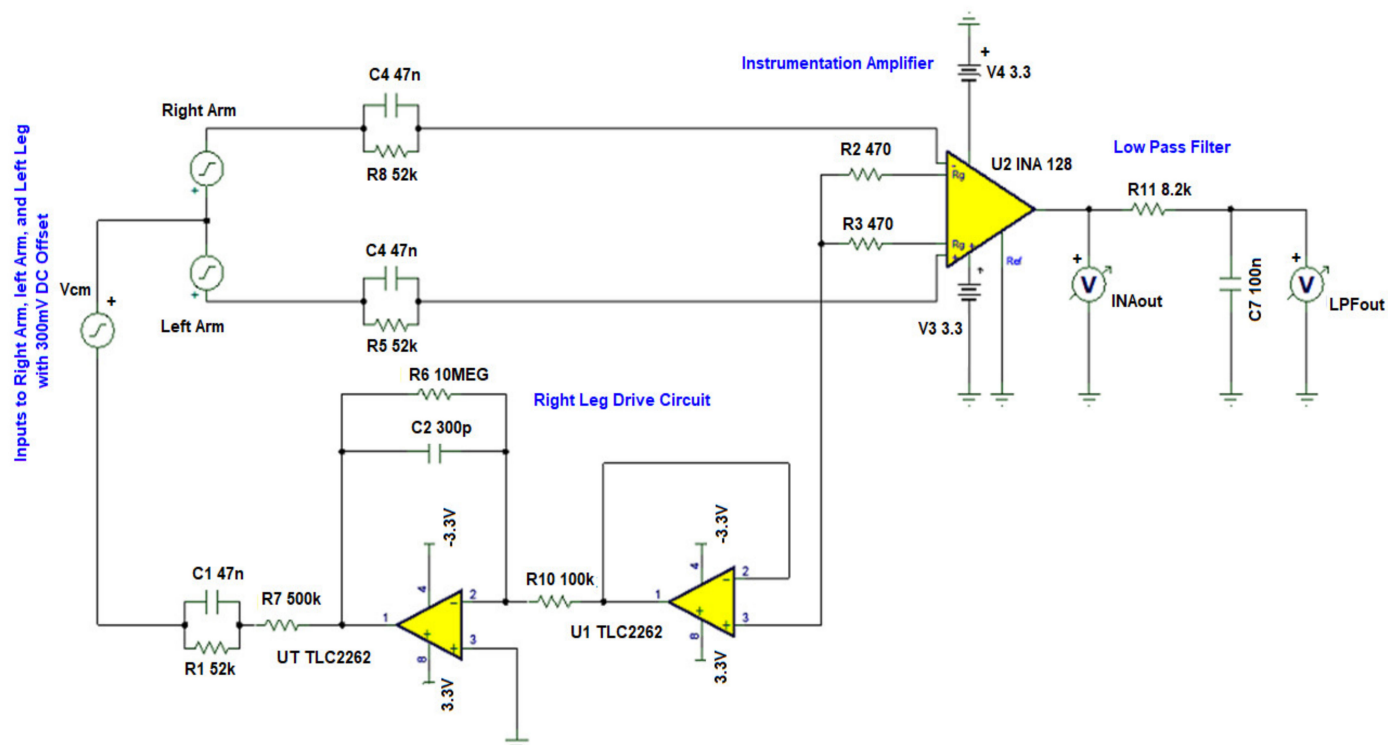 Inputs to Right Arm, left Arm, and Left Leg
with 300mV DC Offset
Right Arm
C4 47n
R8 52k
Instrumentation Amplifier
+
V4 3.3
+
R2 470
U2 INA 128
-
Rg
Low Pass Filter
R11 8.2k
C4 47n
R3 470
Rg
+
+
Ref
+
V
INAout
C7 100n
+
V
LPFout
Vcm
+
+
Left Arm
R5 52k
V3 3.3
+
R6 10MEG
Right Leg Drive Circuit
C2 300p
-3.3V
-3.3V
C1 47n
R7 500k
4
2
R10 100k
4
2
1
-
1
-
+
+
3
+
+
3
R1 52k
UT TLC2262
8
U1 TLC2262
8
3.3V
3.3V